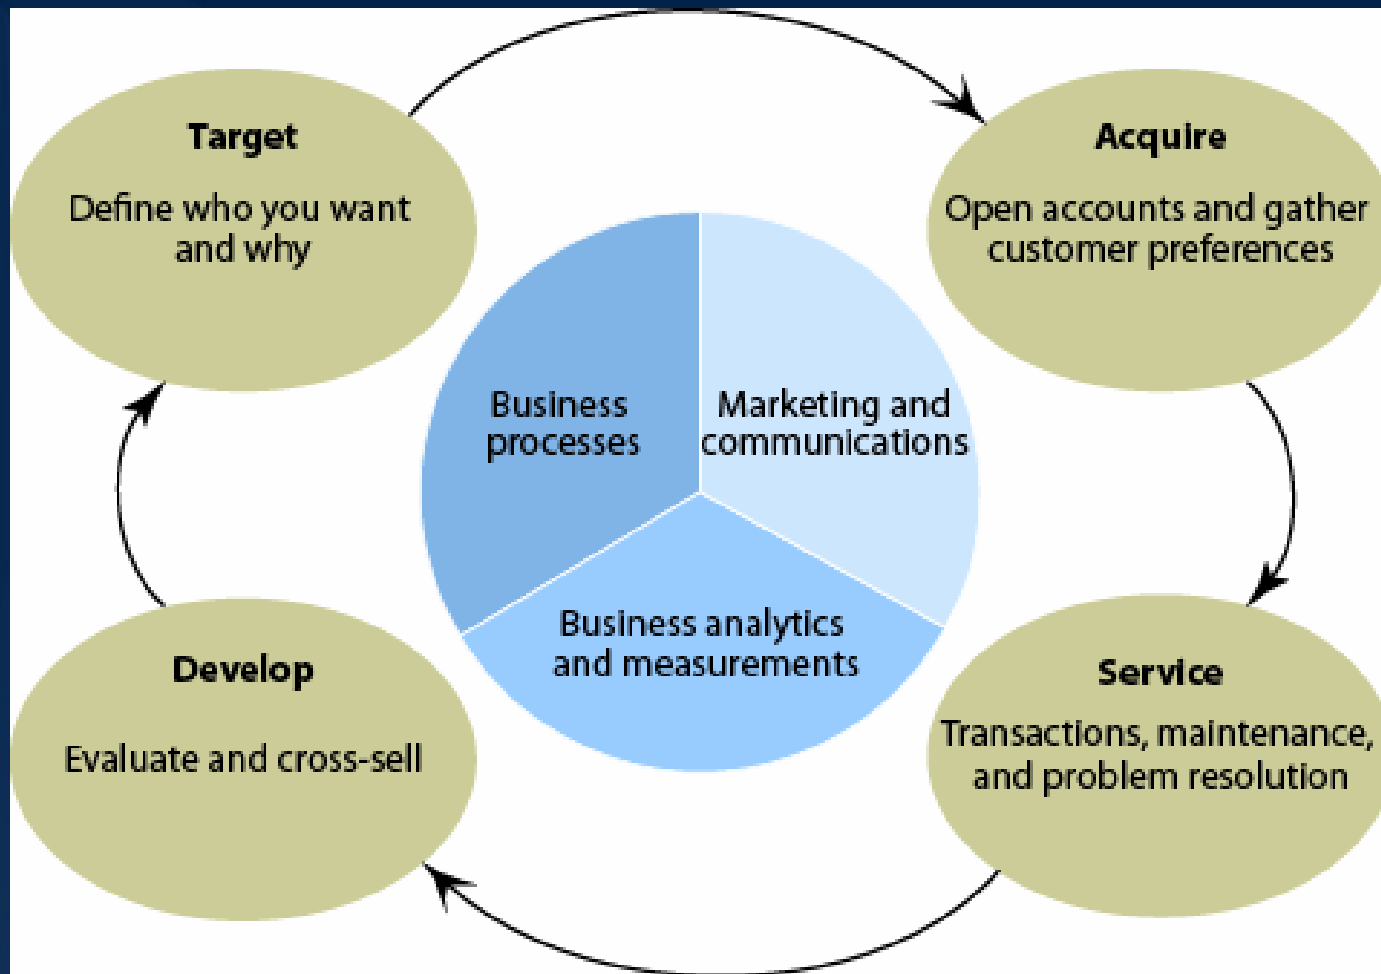 Target
Define who you want
and why
Acquire
Open accounts and gather
customer preferences
Business
processes
Marketing and
communications
Business analytics
and measurements
Develop
Evaluate and cross-sell
Service
Transactions, maintenance,
and problem resolution